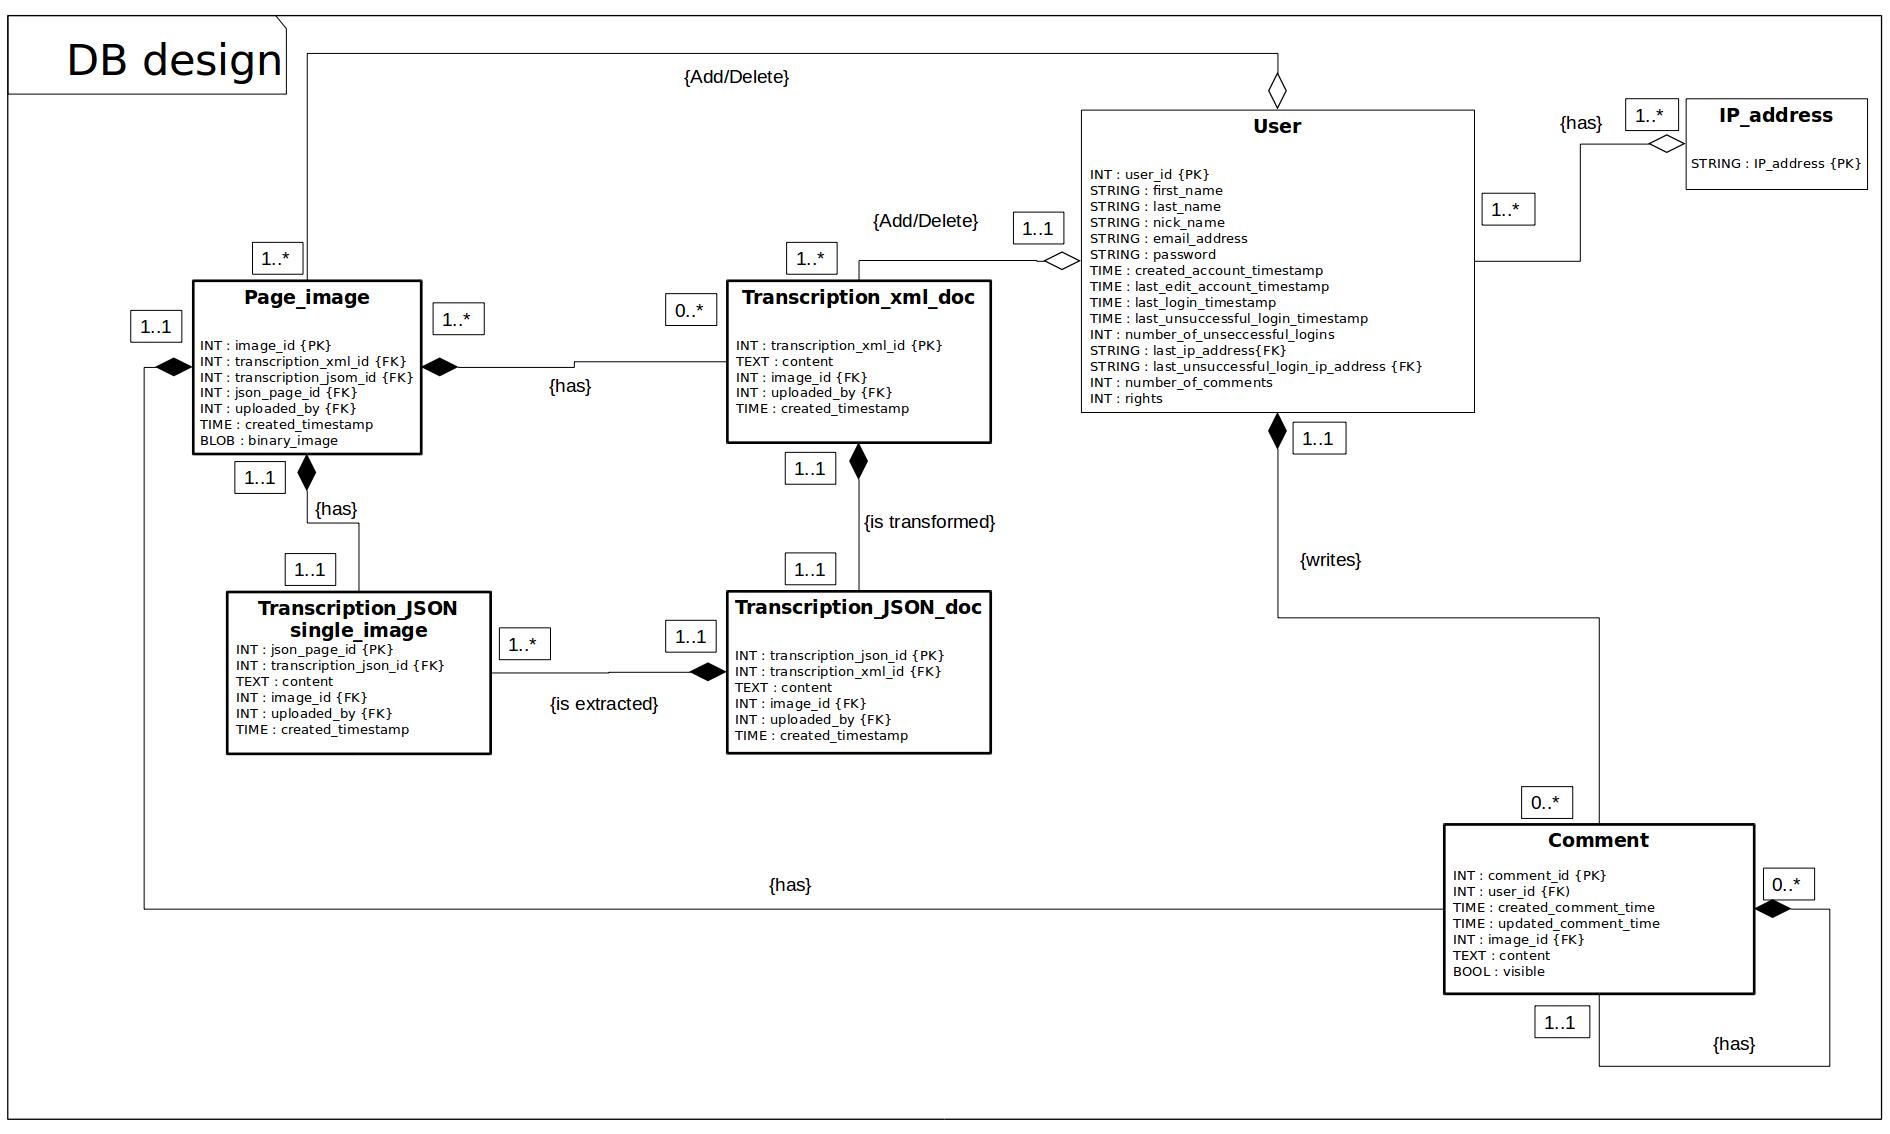 DB design
{Add/Delete}
User
INT : user_id {PK}
STRING : first_name
STRING : last_name
STRING : nick_name
STRING : email_address
STRING : password
TIME : created_account_timestamp
TIME : last_edit_account_timestamp
TIME : last_login_timestamp
TIME : last_unsuccessful_login_timestamp
INT : number_of_unseccessful_logins
STRING : last_ip_address{FK}
STRING : last_unsuccessful_login_ip_address {FK}
INT : number_of_comments
INT : rights
{has}
1..*
IP_address
STRING : IP_address {PK}
1..*
{Add/Delete}
1..1
1..*
1..*
Page_image
INT : image_id {PK}
INT : transcription_xml_id {FK}
INT : transcription_jsom_id {FK}
INT : json_page_id {FK}
INT : uploaded_by {FK}
TIME : created_timestamp
BLOB : binary_image
1..1
1..*
0..*
{has}
Transcription_xml_doc
INT : transcription_xml_id {PK}
TEXT : content
INT : image_id {FK}
INT : uploaded_by {FK}
TIME : created_timestamp
1..1
{has}
1..1
1..1
{is transformed}
1..1
1..1
{writes}
Transcription_JSON
single_image
INT : json_page_id {PK}
INT : transcription_json_id {FK}
TEXT : content
INT : image_id {FK}
INT : uploaded_by {FK}
TIME : created_timestamp
1..*
1..1
{is extracted}
Transcription_JSON_doc
INT : transcription_json_id {PK}
INT : transcription_xml_id {FK}
TEXT : content
INT : image_id {FK}
INT : uploaded_by {FK}
TIME : created_timestamp
0..*
Comment
INT : comment_id {PK}
INT : user_id {FK)
TIME : created_comment_time
TIME : updated_comment_time
INT : image_id {FK}
TEXT : content
BOOL : visible
{has}
0..*
1..1
{has}